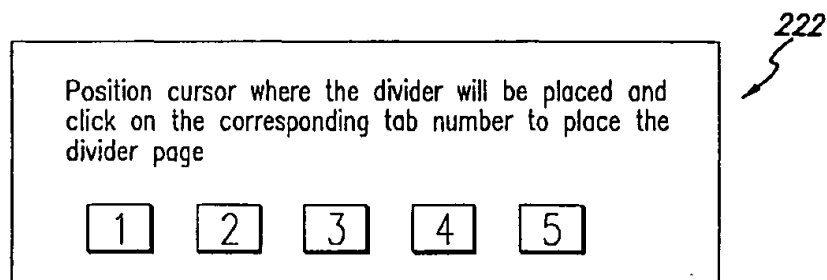 222
Position cursor where the divider will be placed and
click on the corresponding tab number to place the
divider page
1 2 3 4 5